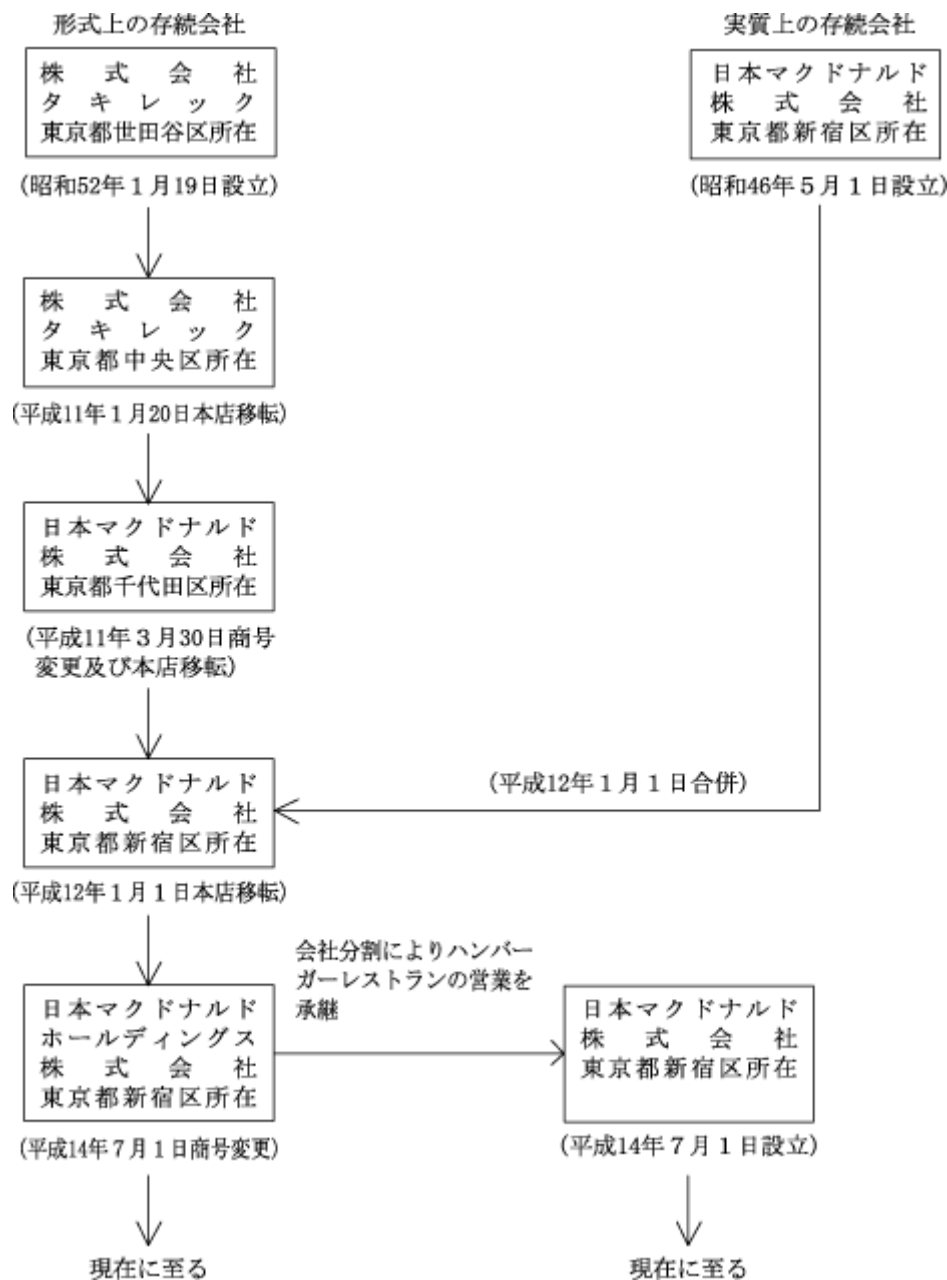 形式上の存続会社
株式会社
タキレック
東京都世田谷区所在
(昭和52年1月19日設立)
株式会社
タキレック
東京都中央区所在
(平成11年1月20日本店移転)
日本マクドナルド
株式会社
東京都千代田区所在
(平成11年3月30日商号
変更及び本店移転)
実質上の存続会社
日本マクドナルド
株式会社
東京都新宿区所在
(昭和46年5月1日設立)
(平成12年1月1日合併)
日本マクドナルド
株式会社
東京都新宿区所在
(平成12年1月1日本店移転)
会社分割によりハンバー
ガーレストランの営業を
承継
日本マクドナルド
ホールディングス
株式会社
東京都新宿区所在
(平成14年7月1日商号変更)
現在に至る
日本マクドナルド
株式会社
東京都新宿区所在
(平成14年7月1日設立)
現在に至る